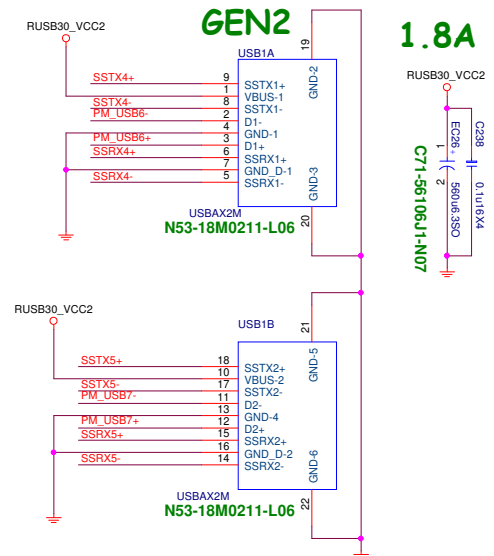 GEN2
1.8A
RUSB30_VCC2
USB1A
19
GND-2
SSTX4+ 9 SSTX1+
1 VBUS-1
SSTX4- 8 SSTX1-
PM_USB6- 2 D1-
4 GND-1
PM_USB6+ 3 D1+
SSRX4+ 6 SSRX1+
7 GND_D-1
SSRX4- 5 SSRX1-
GND-3
20
USBAX2M
N53-18M0211-L06
RUSB30_VCC2
EC26
+
1
2
560u6.3SO
C71-56106J1-N07
C238
0.1u16X4
RUSB30_VCC2
USB1B
21
GND-5
SSTX5+ 18 SSTX2+
10 VBUS-2
SSTX5- 17 SSTX2-
PM_USB7- 11 D2-
13 GND-4
PM_USB7+ 12 D2+
SSRX5+ 15 SSRX2+
16 GND_D-2
SSRX5- 14 SSRX2-
GND-6
22
USBAX2M
N53-18M0211-L06